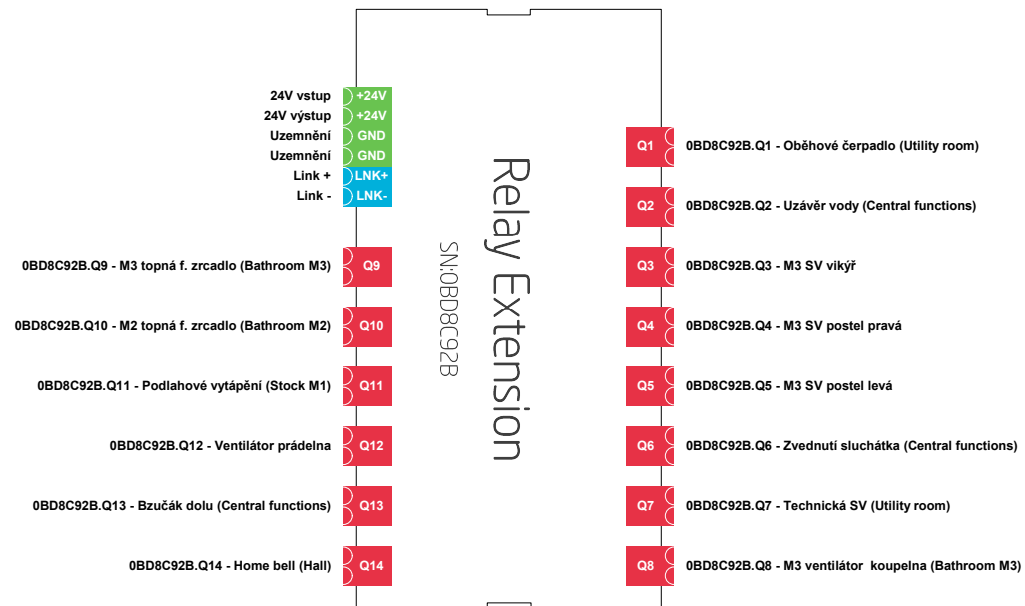 24V vstup +24V
24V výstup +24V
Uzemnění GND
Uzemnění GND
Link + LNK+
Link - LNK-
0BD8C92B.Q9 - M3 topná f. zrcadlo (Bathroom M3) Q9
0BD8C92B.Q10 - M2 topná f. zrcadlo (Bathroom M2) Q10
0BD8C92B.Q11 - Podlahové vytápění (Stock M1) Q11
0BD8C92B.Q12 - Ventilátor prádelna Q12
0BD8C92B.Q13 - Bzučák dolu (Central functions) Q13
0BD8C92B.Q14 - Home bell (Hall) Q14
Relay Extension
SN:0BD8C92B
Q1 0BD8C92B.Q1 - Oběhové čerpadlo (Utility room)
Q2 0BD8C92B.Q2 - Uzávěr vody (Central functions)
Q3 0BD8C92B.Q3 - M3 SV vikýř
Q4 0BD8C92B.Q4 - M3 SV postel pravá
Q5 0BD8C92B.Q5 - M3 SV postel levá
Q6 0BD8C92B.Q6 - Zvednutí sluchátka (Central functions)
Q7 0BD8C92B.Q7 - Technická SV (Utility room)
Q8 0BD8C92B.Q8 - M3 ventilátor  koupelna (Bathroom M3)